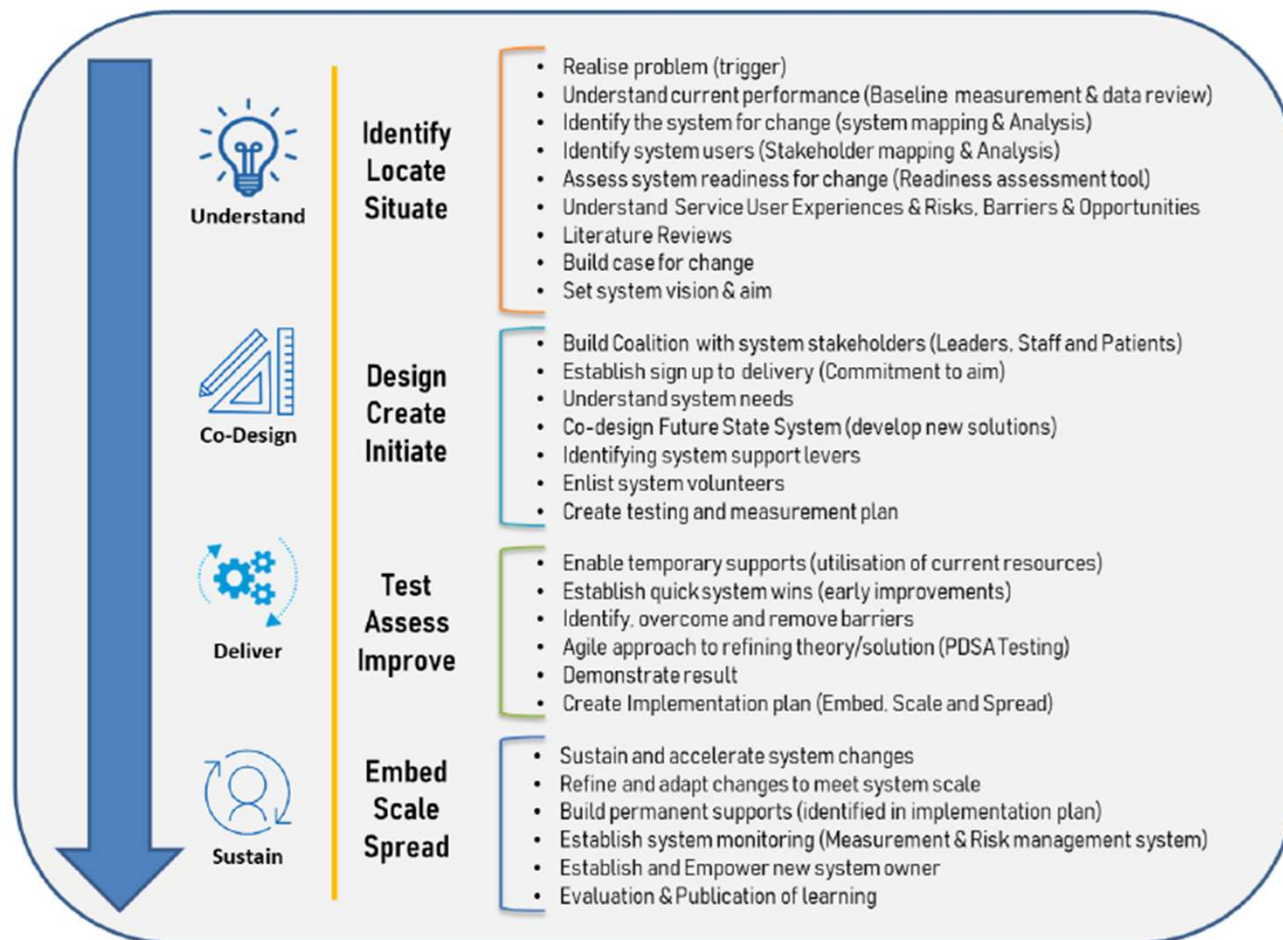 Understand
Identify
Locate
Situate
• Realise problem (trigger)
• Understand current performance (Baseline measurement & data review)
• Identify the system for change (system mapping & Analysis)
• Identify system users (Stakeholder mapping & Analysis)
• Assess system readiness for change (Readiness assessment tool)
• Understand Service User Experiences & Risks, Barriers & Opportunities
• Literature Reviews
• Build case for change
• Set system vision & aim
Co-Design
Design
Create
Initiate
• Build Coalition with system stakeholders (Leaders, Staff and Patients)
• Establish sign up to delivery (Commitment to aim)
• Understand system needs
• Co-design Future State System (develop new solutions)
• Identifying system support levers
• Enlist system volunteers
• Create testing and measurement plan
Deliver
Test
Assess
Improve
• Enable temporary supports (utilisation of current resources)
• Establish quick system wins (early improvements)
• Identify, overcome and remove barriers
• Agile approach to refining theory/solution (PDSA Testing)
• Demonstrate result
• Create Implementation plan (Embed, Scale and Spread)
Sustain
Embed
Scale
Spread
• Sustain and accelerate system changes
• Refine and adapt changes to meet system scale
• Build permanent supports (identified in implementation plan)
• Establish system monitoring (Measurement & Risk management system)
• Establish and Empower new system owner
• Evaluation & Publication of learning